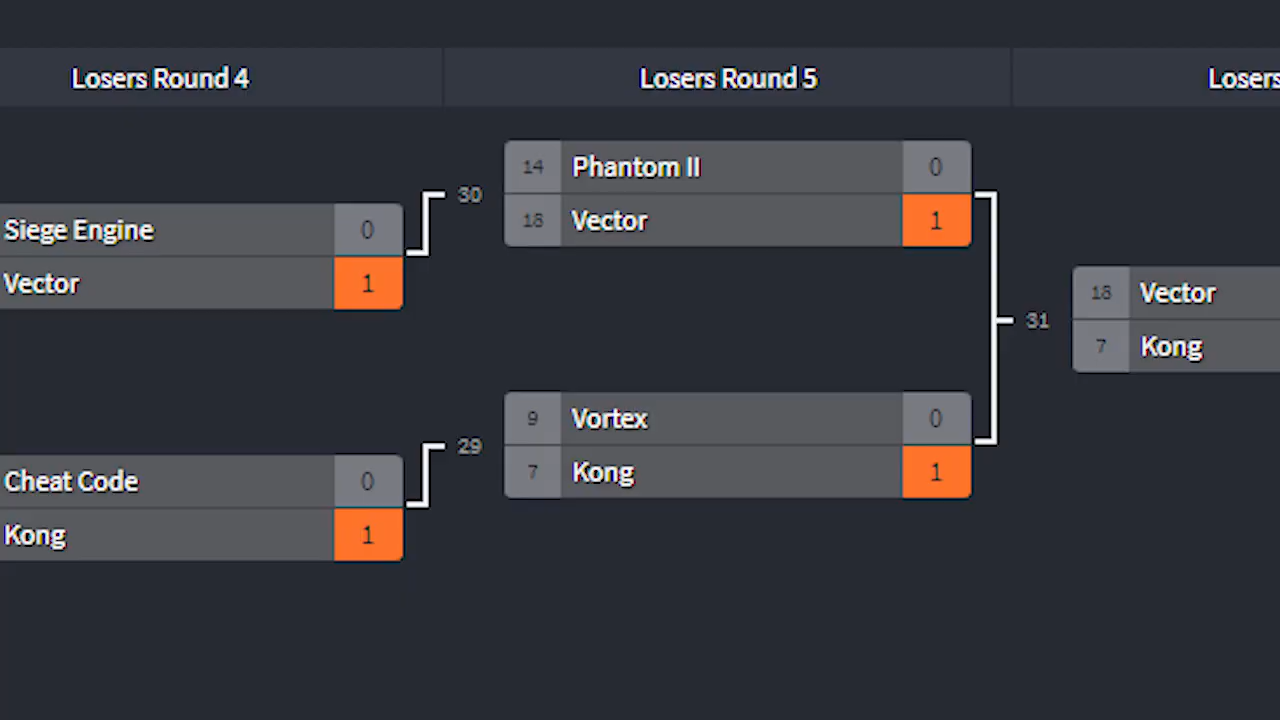 Losers Round 4
Losers Round 5
Losers
Siege Engine 0
Vector 1
Cheat Code 0
Kong 1
30
14 Phantom II 0
18 Vector 1
29
9 Vortex 0
7 Kong 1
31
18 Vector
7 Kong